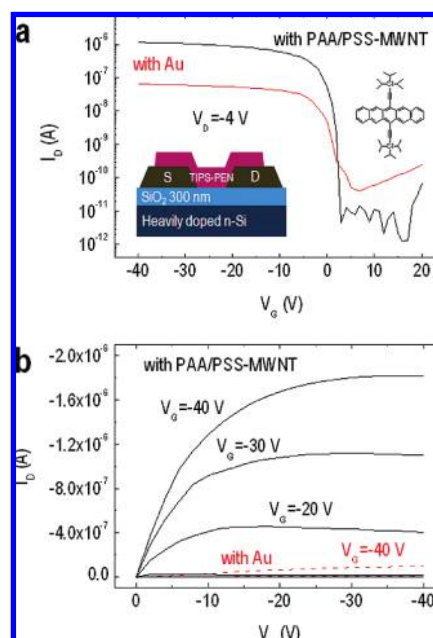 a
with PAA/PSS-MWNT
with Au
V_D=-4 V
I_D (A)
10^-6
10^-7
10^-8
10^-9
10^-10
10^-11
10^-12
S TIPS-PEN D
SiO₂ 300 nm
Heavily doped n-Si
-40 -30 -20 -10 0 10 20
V_G (V)
b
with PAA/PSS-MWNT
V_G=-40 V
V_G=-30 V
V_G=-20 V
with Au
V_G=-40 V
I_D (A)
-2.0x10^-6
-1.6x10^-6
-1.2x10^-6
-8.0x10^-7
-4.0x10^-7
0.0
0 -10 -20 -30 -40